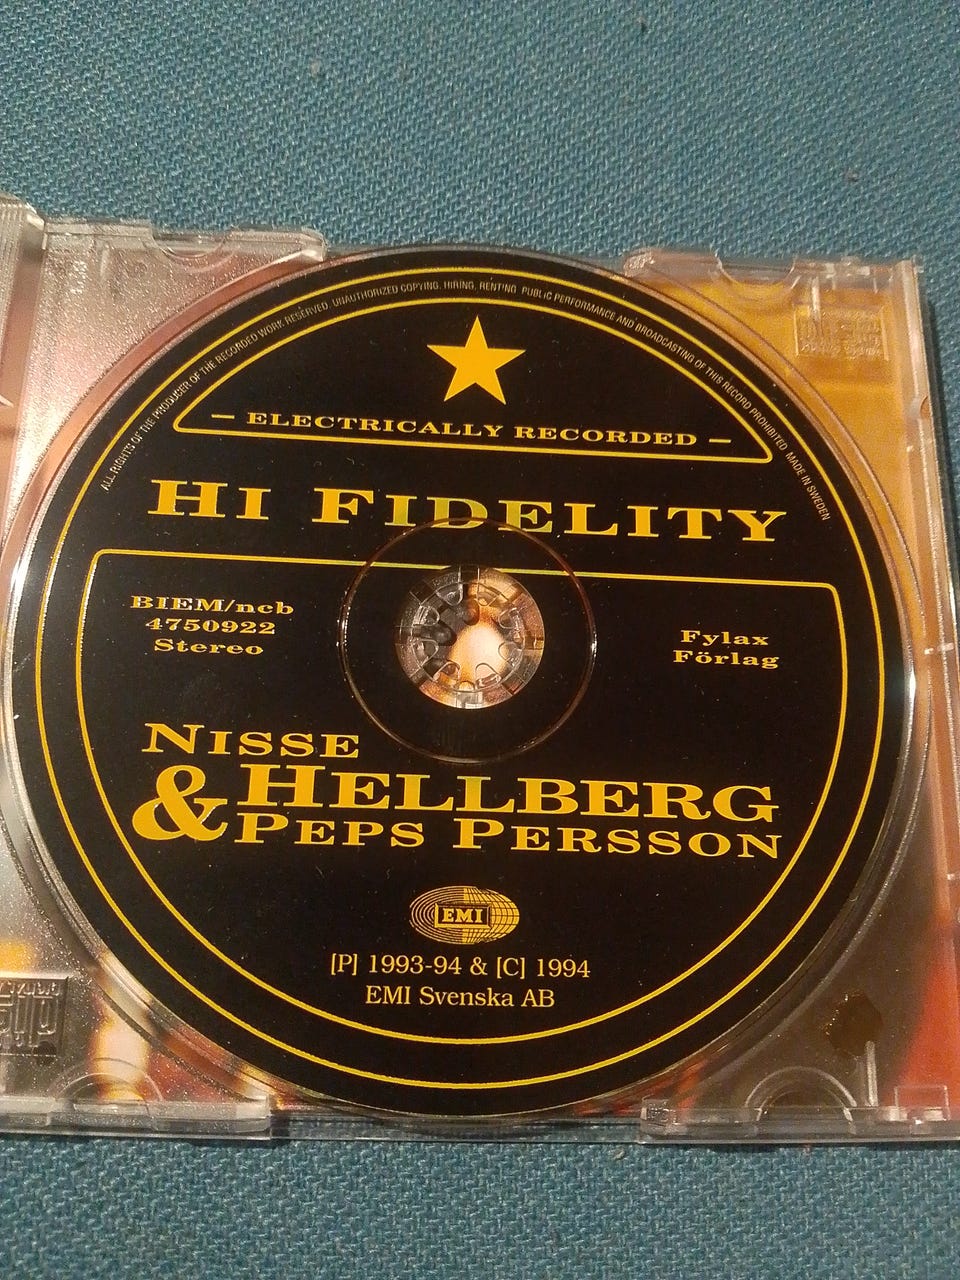 ALL RIGHTS OF THE PRODUCER OF THE RECORDED WORK RESERVED. UNAUTHORIZED COPYING, HIRING, RENTING PUBLIC PERFORMANCE AND BROADCASTING OF THIS RECORD PROHIBITED. MADE IN SWEDEN
— ELECTRICALLY RECORDED —
HI FIDELITY
BIEM/ncb
4750922
Stereo
Fylax
Förlag
NISSE
HELLBERG
& PEPS PERSSON
EMI
[P] 1993-94 & [C] 1994
EMI Svenska AB